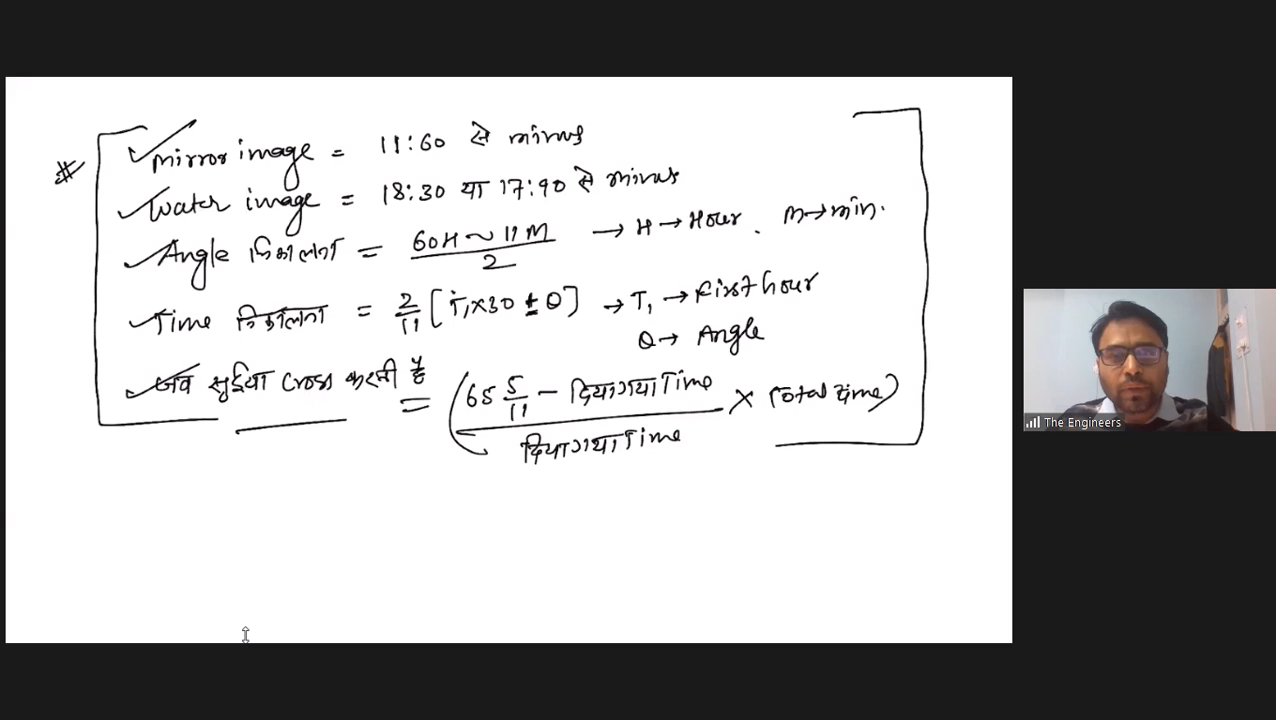 # Mirror image = 11:60 से minus
Water image = 18:30 या 17:90 से minus
Angle निकालना = 60H ~ 11M / 2 → H → Hour. M → min.
Time निकालना = 2/11 [T₁×30 ± θ] → T₁ → First hour
θ → Angle
जब सुईया cross करती है = (65 5/11 − दिया गया Time / दिया गया Time × Total time)
The Engineers